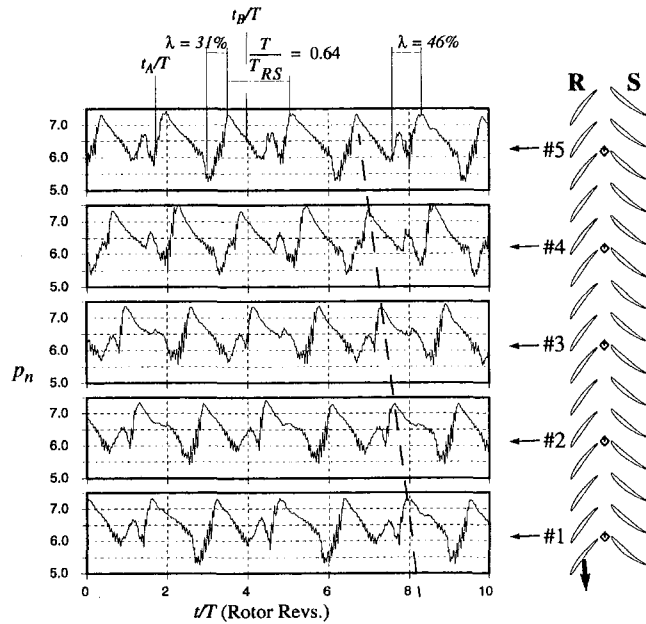 t_B/T
λ = 31%
T/T_RS = 0.64
λ = 46%
t_A/T
R S
7.0
6.0
5.0
#5
7.0
6.0
5.0
#4
7.0
6.0
5.0
#3
p_n
7.0
6.0
5.0
#2
7.0
6.0
5.0
#1
0 2 4 6 8 10
t/T (Rotor Revs.)